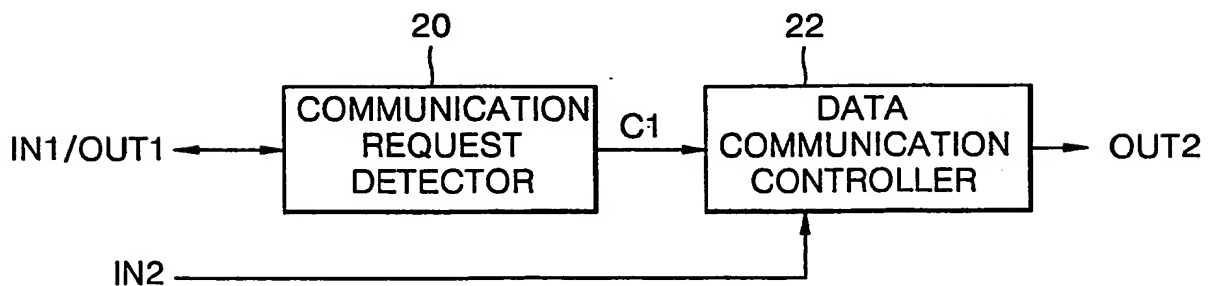 20
22
COMMUNICATION
REQUEST
DETECTOR
DATA
COMMUNICATION
CONTROLLER
IN1/OUT1
C1
OUT2
IN2